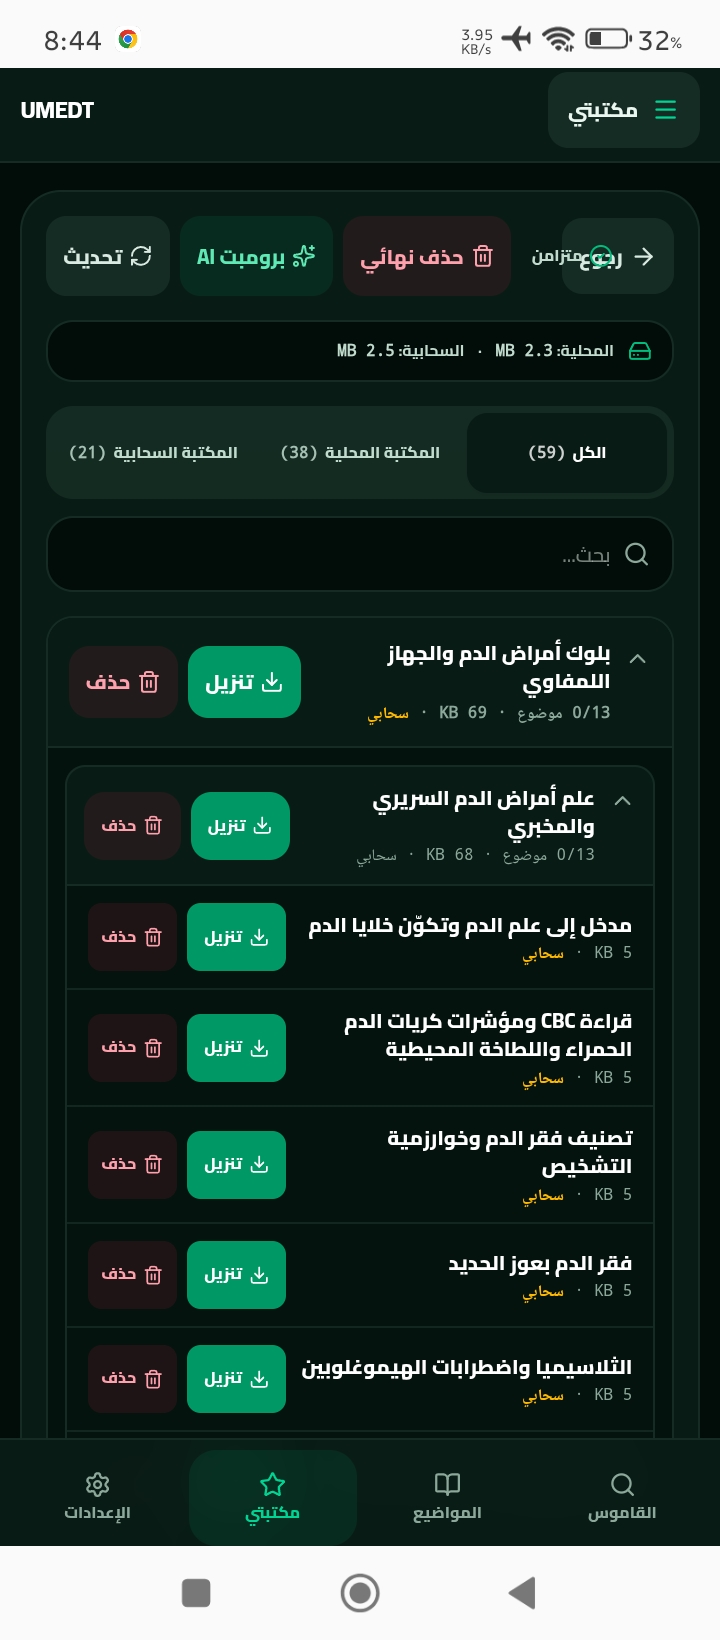 8:44
3.95 KB/s
32%
مكتبتي
UMEDT
رجوع
متزامن
حذف نهائي
برومبت AI
تحديث
المحلية: 2.3 MB · السحابية: 2.5 MB
الكل (59)
المكتبة المحلية (38)
المكتبة السحابية (21)
بحث...
بلوك أمراض الدم والجهاز
اللمفاوي
0/13 موضوع · 69 KB · سحابي
تنزيل
حذف
علم أمراض الدم السريري
والمخبري
0/13 موضوع · 68 KB · سحابي
تنزيل
حذف
مدخل إلى علم الدم وتكوّن خلايا الدم
5 KB · سحابي
تنزيل
حذف
قراءة CBC ومؤشرات كريات الدم
الحمراء واللطاخة المحيطية
5 KB · سحابي
تنزيل
حذف
تصنيف فقر الدم وخوارزمية
التشخيص
5 KB · سحابي
تنزيل
حذف
فقر الدم بعوز الحديد
5 KB · سحابي
تنزيل
حذف
الثلاسيميا واضطرابات الهيموغلوبين
5 KB · سحابي
تنزيل
حذف
القاموس
المواضيع
مكتبتي
الإعدادات